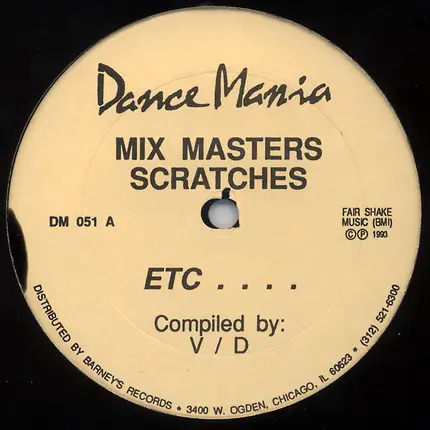 Dance Mania
MIX MASTERS
SCRATCHES
DM 051 A
FAIR SHAKE
MUSIC (BMI)
© ℗ 1993
ETC . . . .
Compiled by:
V / D
DISTRIBUTED BY BARNEY'S RECORDS • 3400 W. OGDEN, CHICAGO, IL 60623 • (312) 521-6300